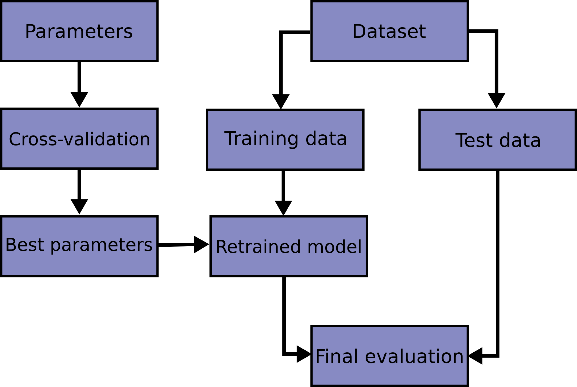 Parameters
Dataset
Cross-validation
Training data
Test data
Best parameters
Retrained model
Final evaluation